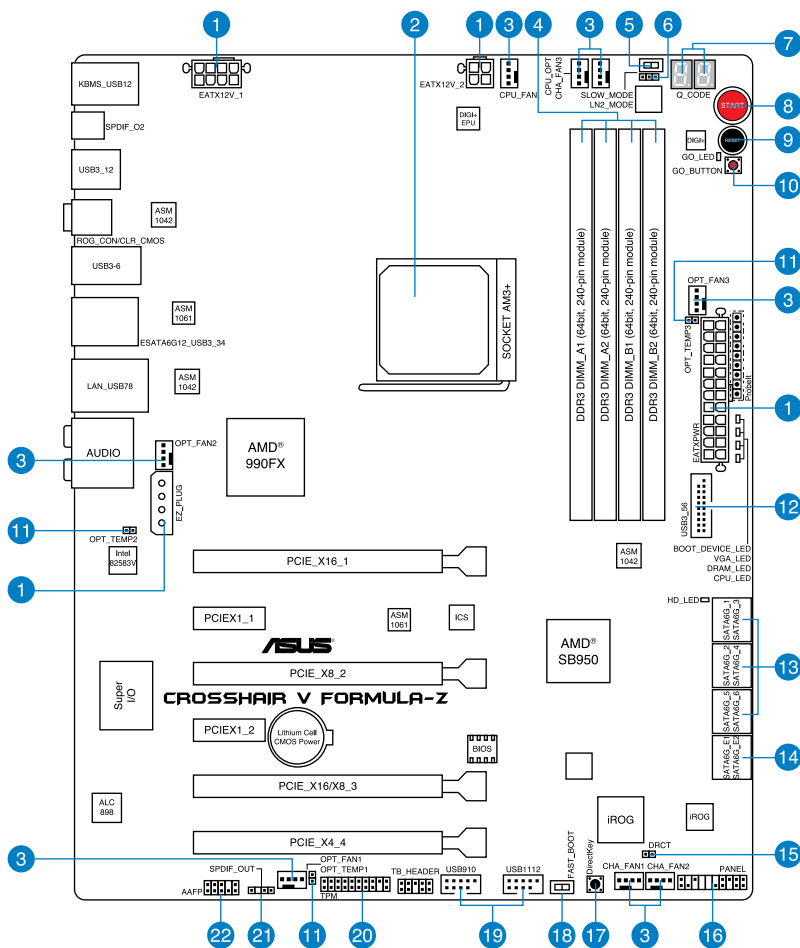 1
2
1
3
4
3
5
6
7
KBMS_USB12
EATX12V_1
EATX12V_2
CPU_FAN
CPU_OPT
CHA_FAN3
SLOW_MODE
LN2_MODE
Q_CODE
START
8
SPDIF_O2
DIGI+
EPU
DIGI+
RESET
9
GO_LED
GO_BUTTON
10
USB3_12
ASM
1042
ROG_CON/CLR_CMOS
USB3-6
SOCKET AM3+
DDR3 DIMM_A1 (64bit, 240-pin module)
DDR3 DIMM_A2 (64bit, 240-pin module)
DDR3 DIMM_B1 (64bit, 240-pin module)
DDR3 DIMM_B2 (64bit, 240-pin module)
11
OPT_FAN3
3
OPT_TEMP3
ProbeIt
ASM
1061
ESATA6G12_USB3_34
ASM
1042
LAN_USB78
EATXPWR
1
AUDIO
OPT_FAN2
3
AMD®
990FX
EZ_PLUG
USB3_56
12
11
OPT_TEMP2
Intel
82583V
1
BOOT_DEVICE_LED
VGA_LED
DRAM_LED
CPU_LED
ASM
1042
PCIE_X16_1
HD_LED
SATA6G_1
SATA6G_3
PCIEX1_1
ASM
1061
ICS
ASUS
AMD®
SB950
SATA6G_2
SATA6G_4
13
PCIE_X8_2
Super
I/O
CROSSHAIR V FORMULA-Z
SATA6G_5
SATA6G_6
PCIEX1_2
Lithium Cell
CMOS Power
BIOS
SATA6G_E1
SATA6G_E2
14
PCIE_X16/X8_3
ALC
898
iROG
iROG
PCIE_X4_4
DRCT
15
3
SPDIF_OUT
OPT_FAN1
OPT_TEMP1
TB_HEADER
USB910
USB1112
FAST_BOOT
DirectKey
CHA_FAN1
CHA_FAN2
PANEL
AAFP
TPM
22
21
11
20
19
18
17
3
16